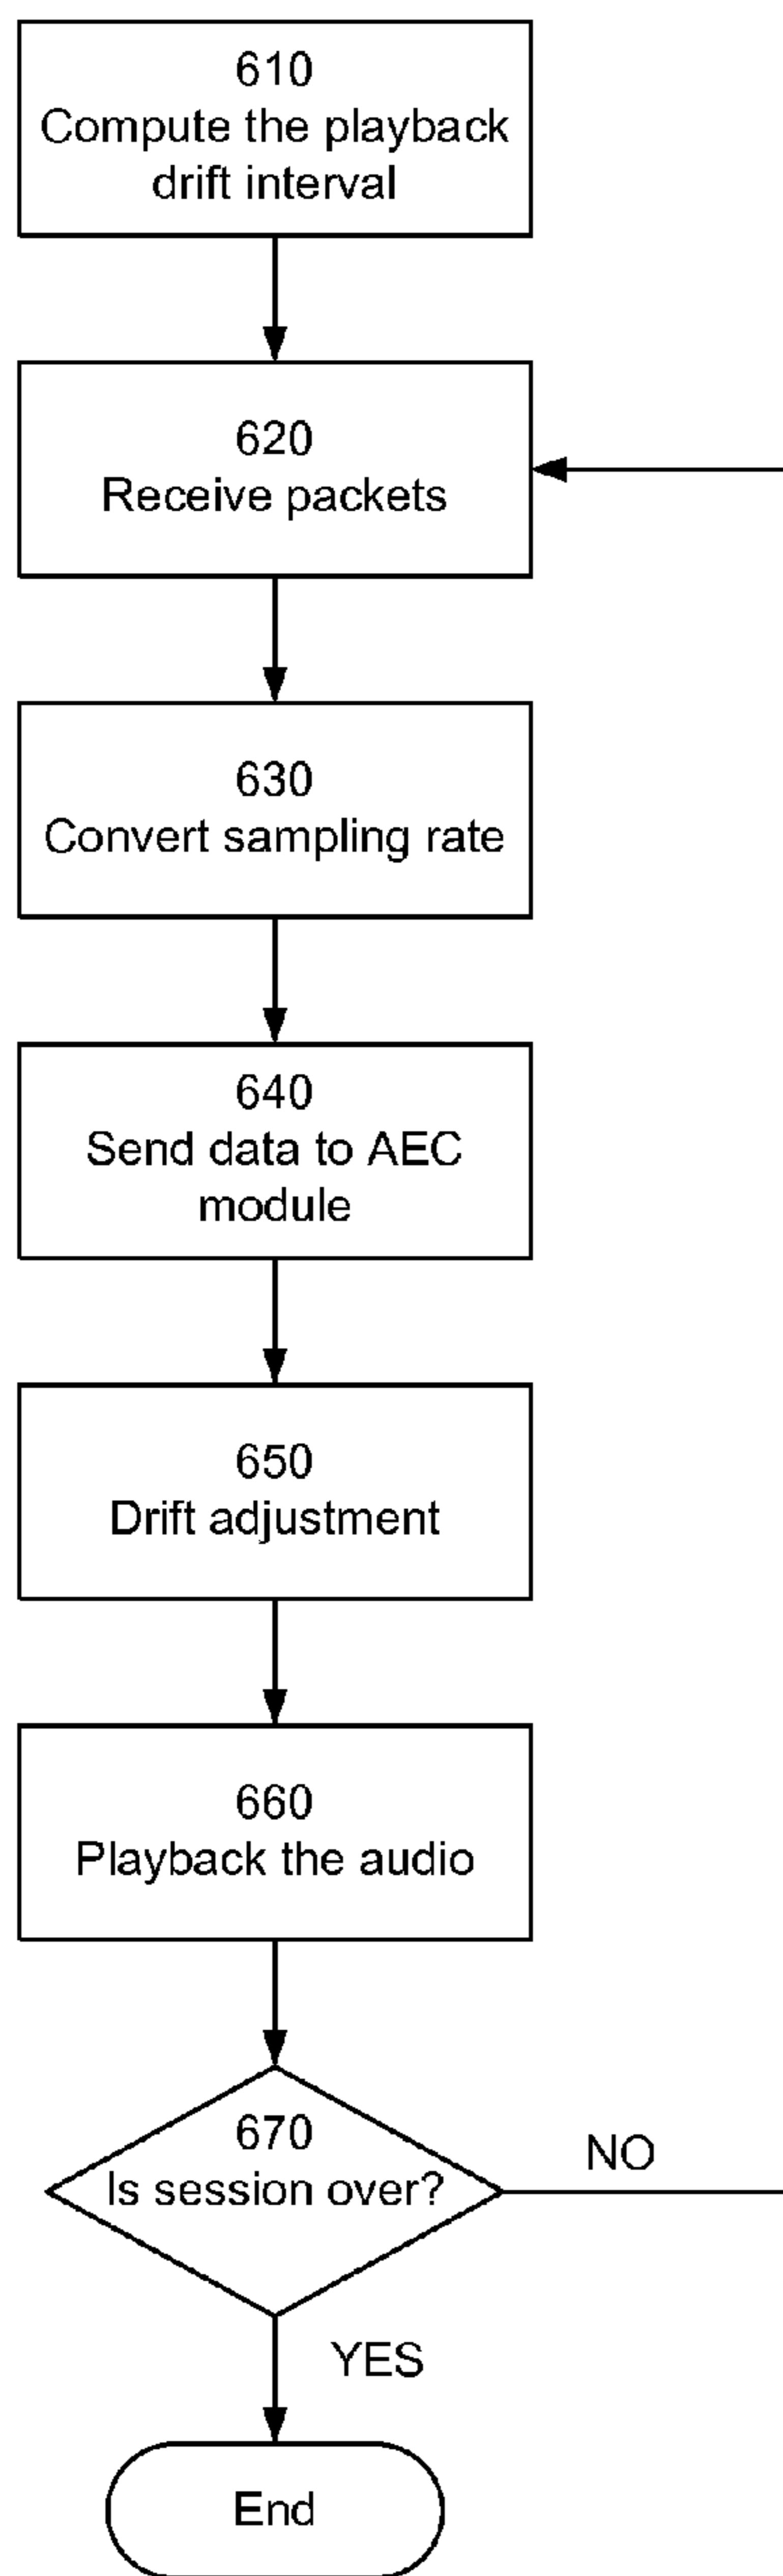 610
Compute the playback
drift interval
620
Receive packets
630
Convert sampling rate
640
Send data to AEC
module
650
Drift adjustment
660
Playback the audio
670
Is session over?
NO
YES
End